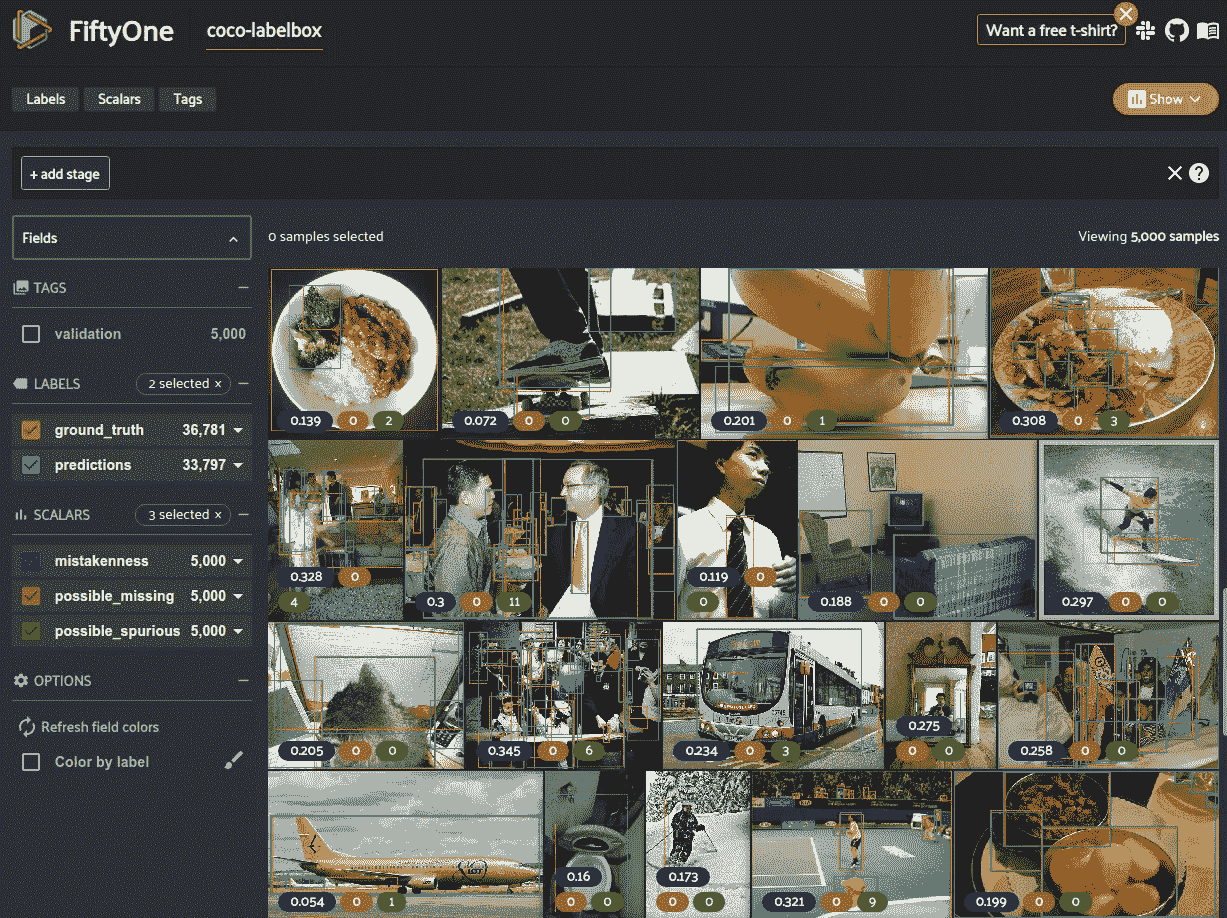 FiftyOne
coco-labelbox
Want a free t-shirt?
Labels
Scalars
Tags
Show
+ add stage
?
Fields
0 samples selected
Viewing 5,000 samples
TAGS
validation 5,000
LABELS 2 selected ×
ground_truth 36,781
predictions 33,797
SCALARS 3 selected ×
mistakenness 5,000
possible_missing 5,000
possible_spurious 5,000
OPTIONS
Refresh field colors
Color by label
0.139 0 2
0.072 0 0
0.201 0 1
0.308 0 3
0.328 0
4
0.3 0 11
0.119 0
0
0.188 0 0
0.297 0 0
0.205 0 0
0.345 0 6
0.234 0 3
0.275
0 0
0.258 0 0
0.054 0 1
0.16
0 0
0.173
0 0
0.321 0 9
0.199 0 0